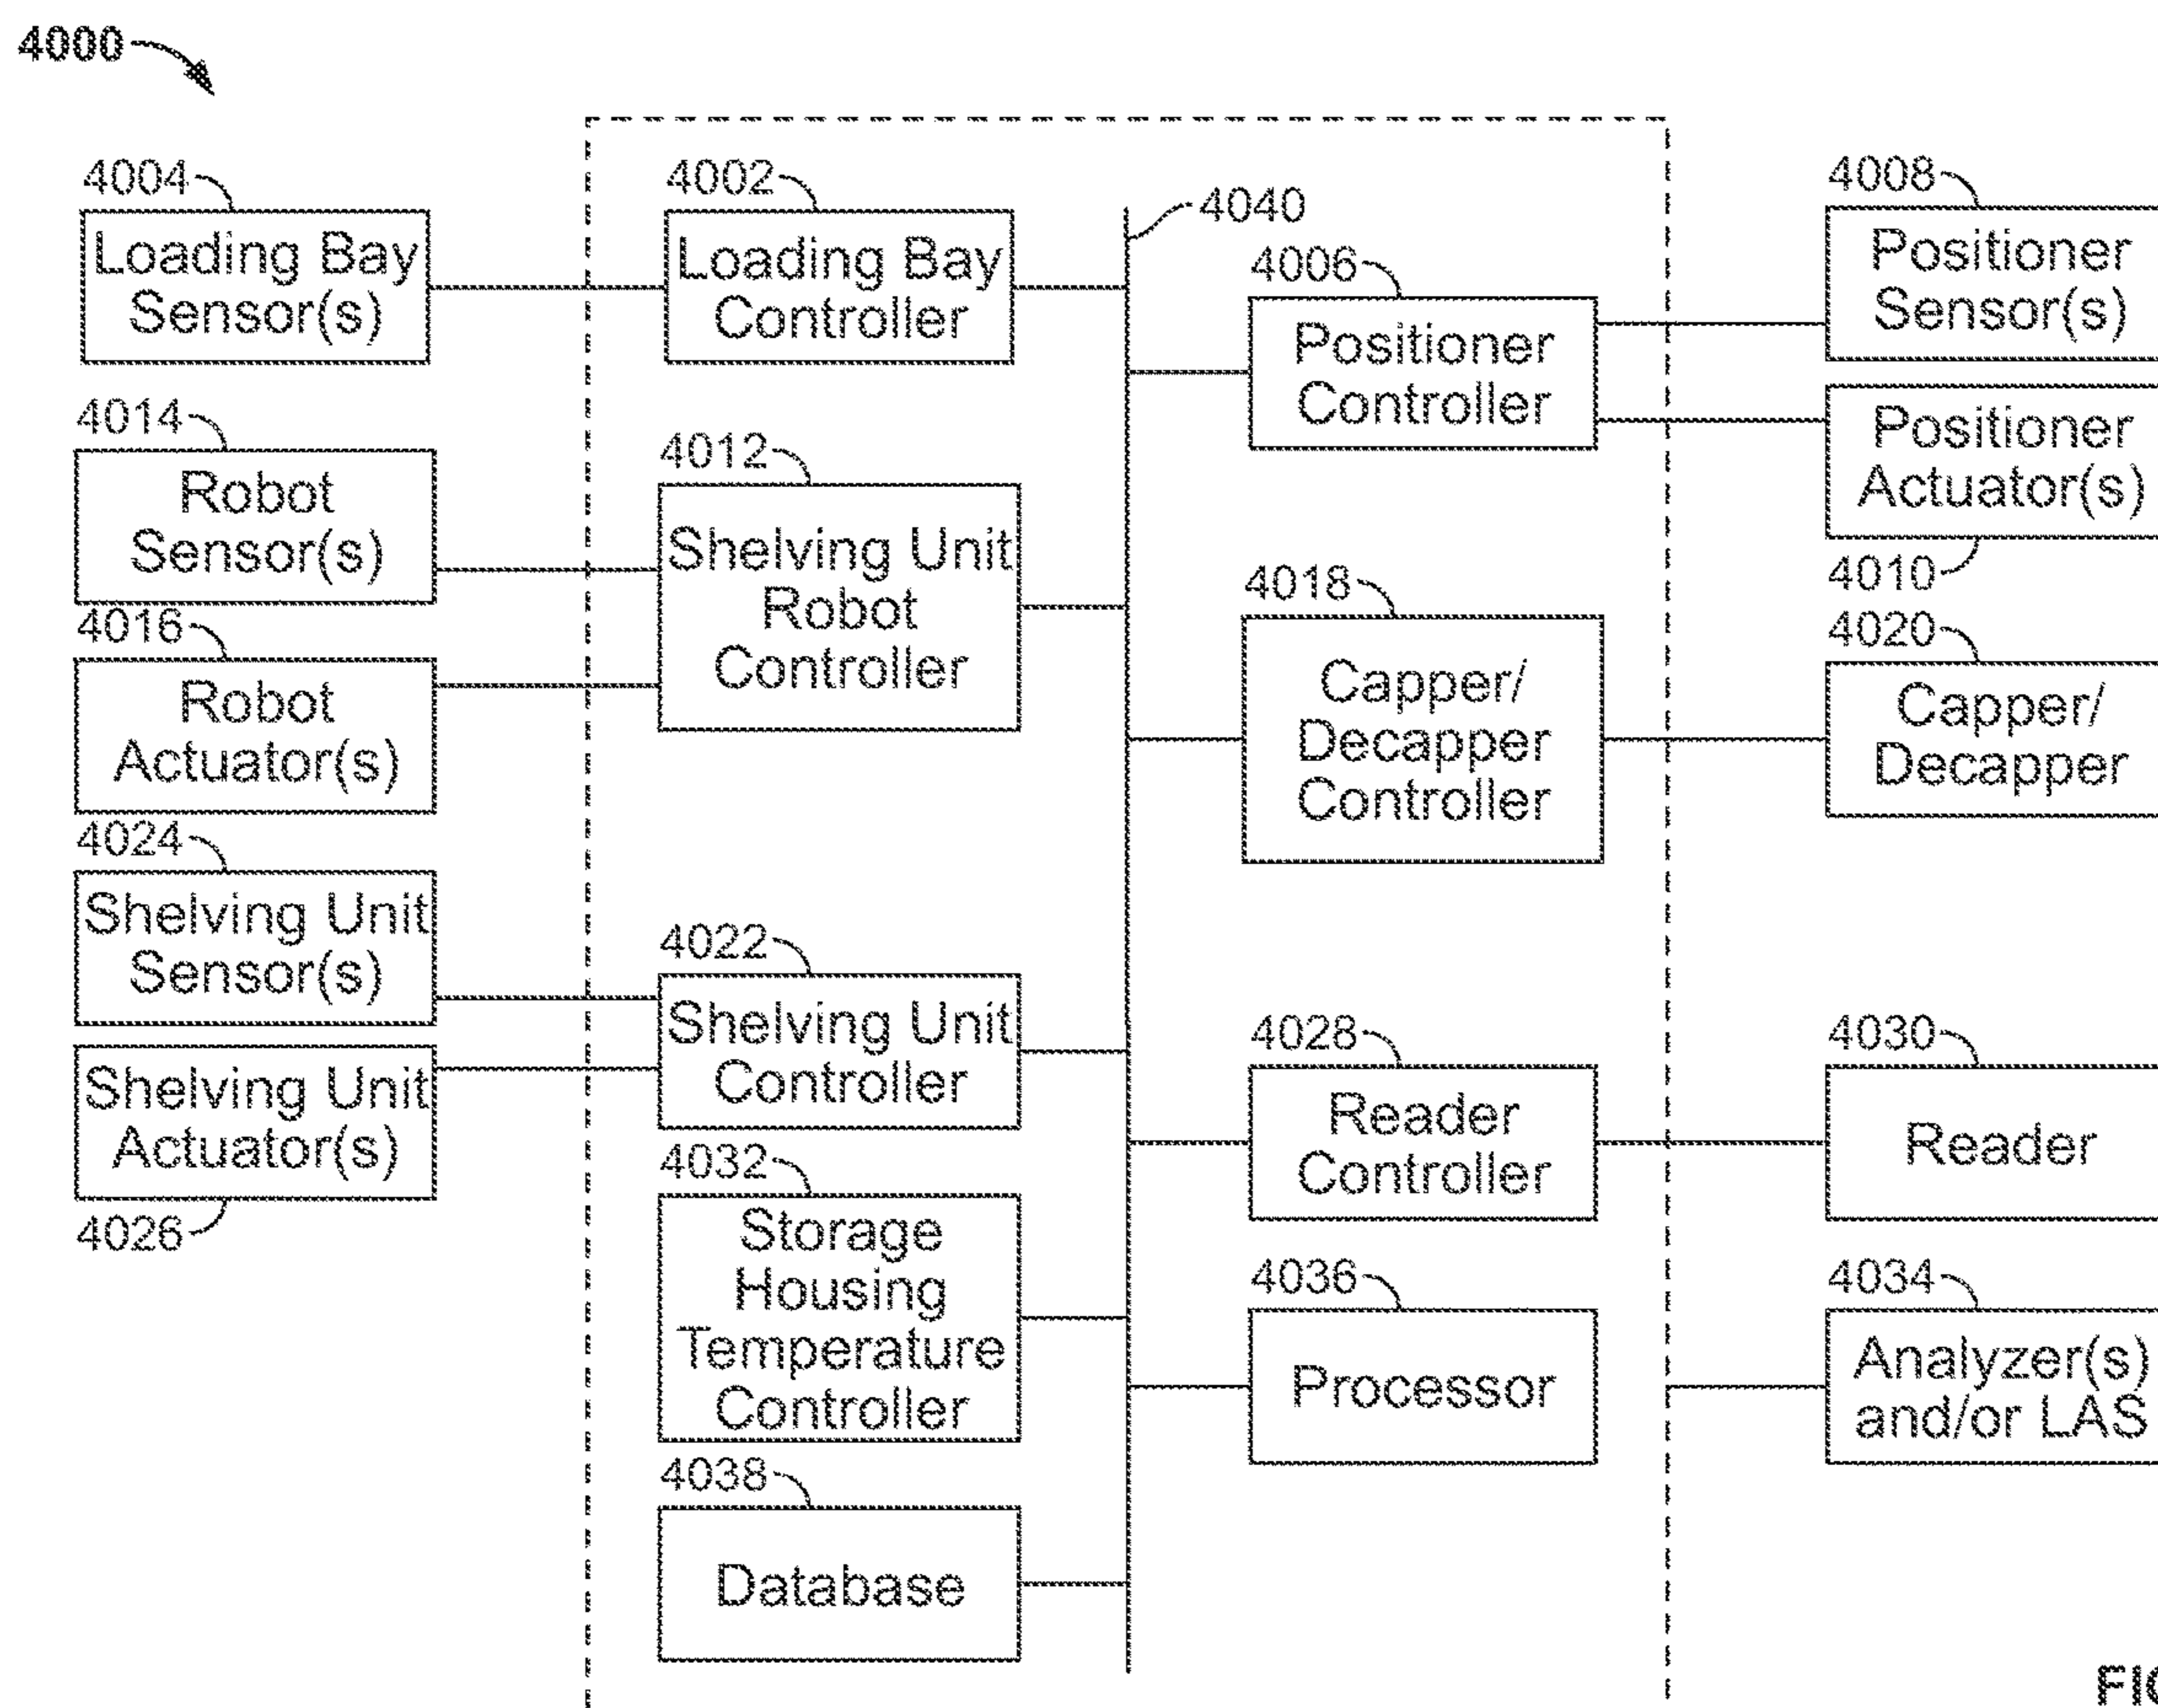 4000
4004
Loading Bay
Sensor(s)
4014
Robot
Sensor(s)
4016
Robot
Actuator(s)
4024
Shelving Unit
Sensor(s)
Shelving Unit
Actuator(s)
4026
4002
Loading Bay
Controller
4012
Shelving Unit
Robot
Controller
4022
Shelving Unit
Controller
4032
Storage
Housing
Temperature
Controller
4038
Database
4040
4006
Positioner
Controller
4018
Capper/
Decapper
Controller
4028
Reader
Controller
4036
Processor
4008
Positioner
Sensor(s)
Positioner
Actuator(s)
4010
4020
Capper/
Decapper
4030
Reader
4034
Analyzer(s)
and/or LAS